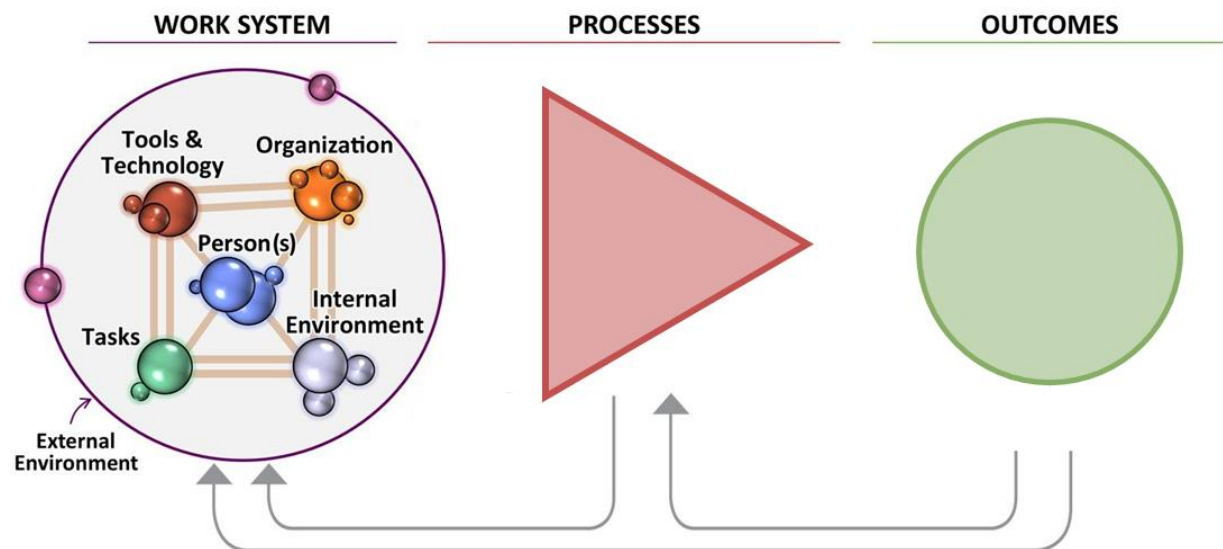 WORK SYSTEM
PROCESSES
OUTCOMES
Tools &
Technology
Organization
Person(s)
Internal
Environment
Tasks
External
Environment